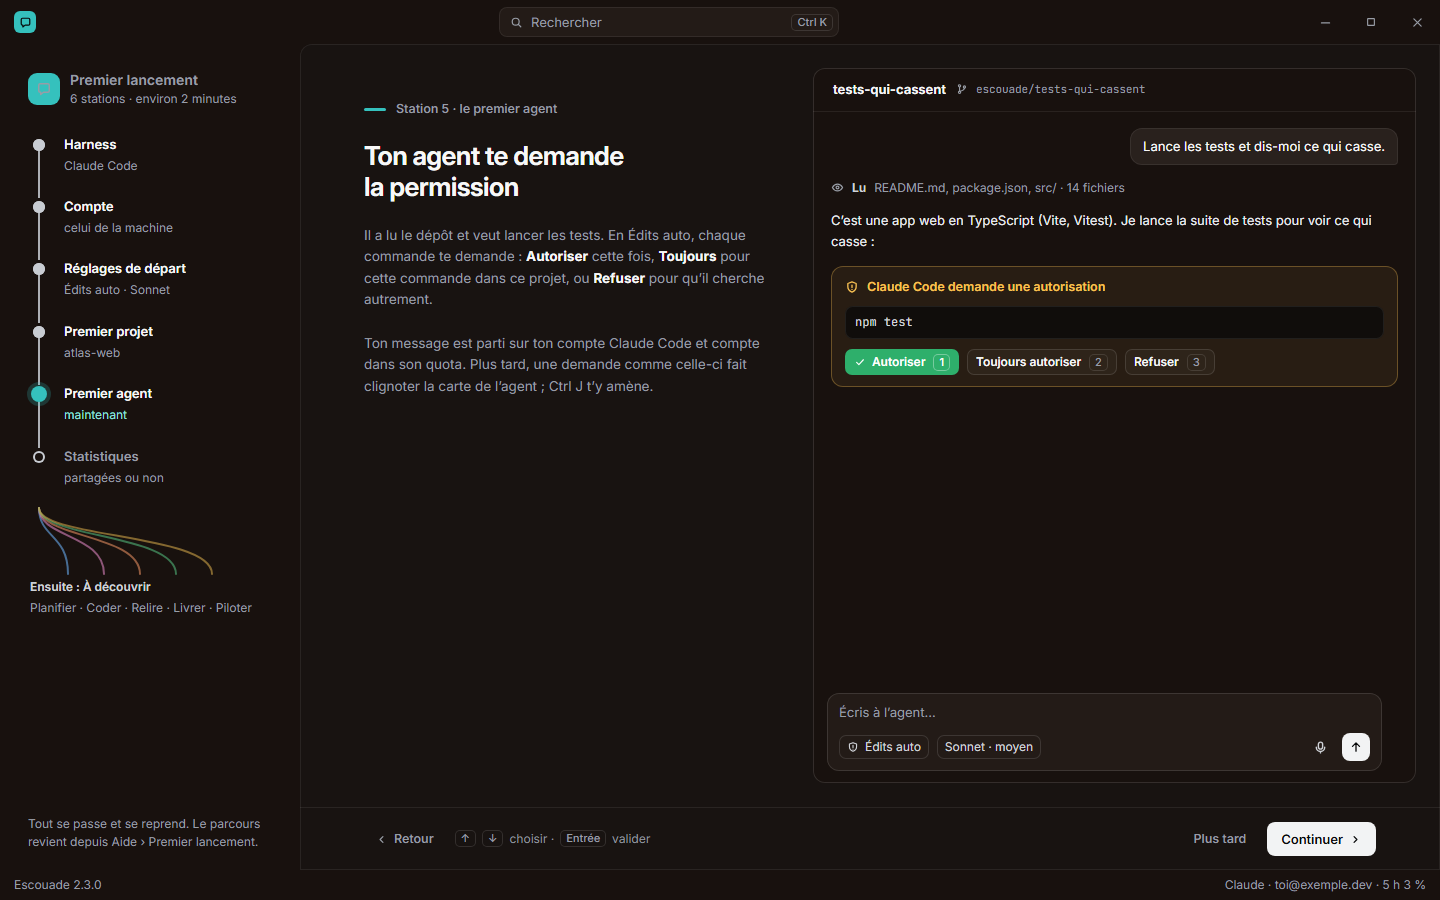 Rechercher
Ctrl K
Premier lancement
6 stations · environ 2 minutes
Harness
Claude Code
Compte
celui de la machine
Réglages de départ
Édits auto · Sonnet
Premier projet
atlas-web
Premier agent
maintenant
Statistiques
partagées ou non
Ensuite : À découvrir
Planifier · Coder · Relire · Livrer · Piloter
Tout se passe et se reprend. Le parcours
revient depuis Aide › Premier lancement.
Station 5 · le premier agent
Ton agent te demande
la permission
Il a lu le dépôt et veut lancer les tests. En Édits auto, chaque
commande te demande : Autoriser cette fois, Toujours pour
cette commande dans ce projet, ou Refuser pour qu’il cherche
autrement.
Ton message est parti sur ton compte Claude Code et compte
dans son quota. Plus tard, une demande comme celle-ci fait
clignoter la carte de l’agent ; Ctrl J t’y amène.
tests-qui-cassent
escouade/tests-qui-cassent
Lance les tests et dis-moi ce qui casse.
Lu README.md, package.json, src/ · 14 fichiers
C’est une app web en TypeScript (Vite, Vitest). Je lance la suite de tests pour voir ce qui
casse :
Claude Code demande une autorisation
npm test
Autoriser 1
Toujours autoriser 2
Refuser 3
Écris à l’agent…
Édits auto
Sonnet · moyen
Retour
↑ ↓ choisir · Entrée valider
Plus tard
Continuer
Escouade 2.3.0
Claude · toi@exemple.dev · 5 h 3 %